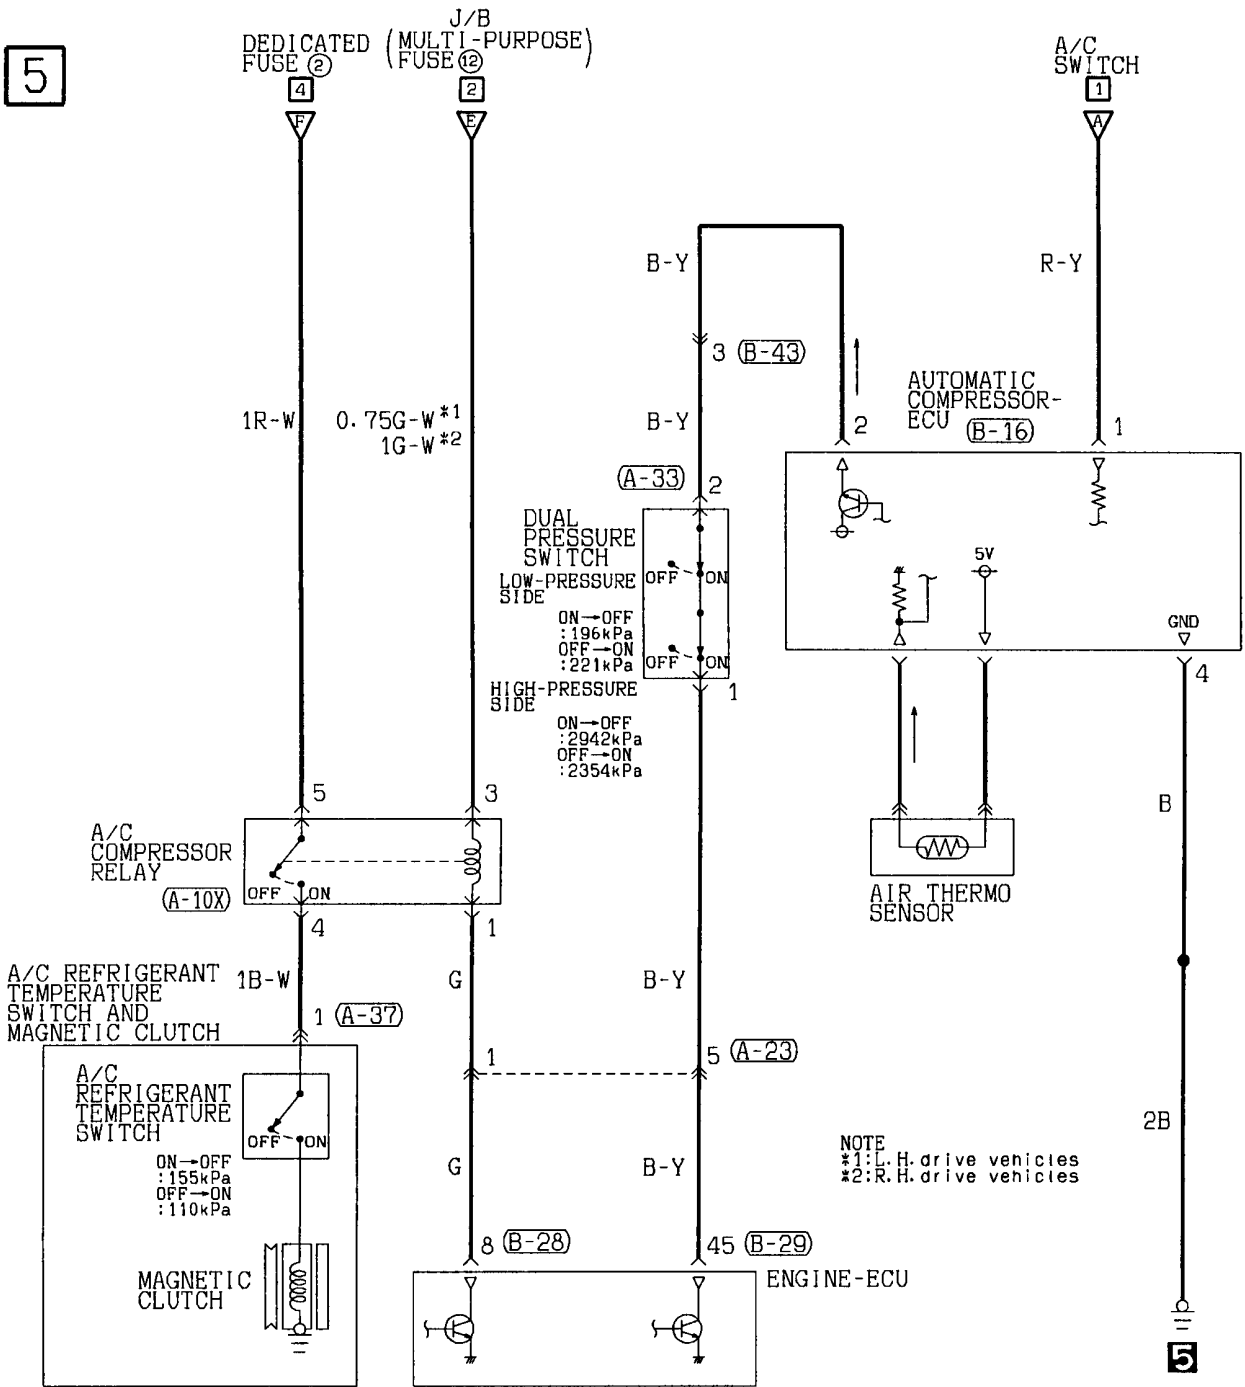 5
DEDICATED
FUSE ②
4
F
J/B
(MULTI-PURPOSE)
FUSE ⑫
2
E
A/C
SWITCH
1
A
B-Y
R-Y
3 (B-43)
1R-W
0.75G-W*1
1G-W*2
B-Y
AUTOMATIC
COMPRESSOR-
ECU
(B-16)
2
1
(A-33) 2
DUAL
PRESSURE
SWITCH
LOW-PRESSURE
SIDE
ON→OFF
:196kPa
OFF→ON
:221kPa
OFF ON
OFF ON
HIGH-PRESSURE
SIDE
ON→OFF
:2942kPa
OFF→ON
:2354kPa
1
5V
GND
4
5
3
B
A/C
COMPRESSOR
RELAY
(A-10X)
OFF ON
4
1
AIR THERMO
SENSOR
A/C REFRIGERANT
TEMPERATURE
SWITCH AND
MAGNETIC CLUTCH
1B-W
G
B-Y
1 (A-37)
1
5 (A-23)
A/C
REFRIGERANT
TEMPERATURE
SWITCH
OFF ON
ON→OFF
:155kPa
OFF→ON
:110kPa
G
B-Y
2B
NOTE
*1:L.H.drive vehicles
*2:R.H.drive vehicles
8 (B-28)
45 (B-29)
MAGNETIC
CLUTCH
ENGINE-ECU
5